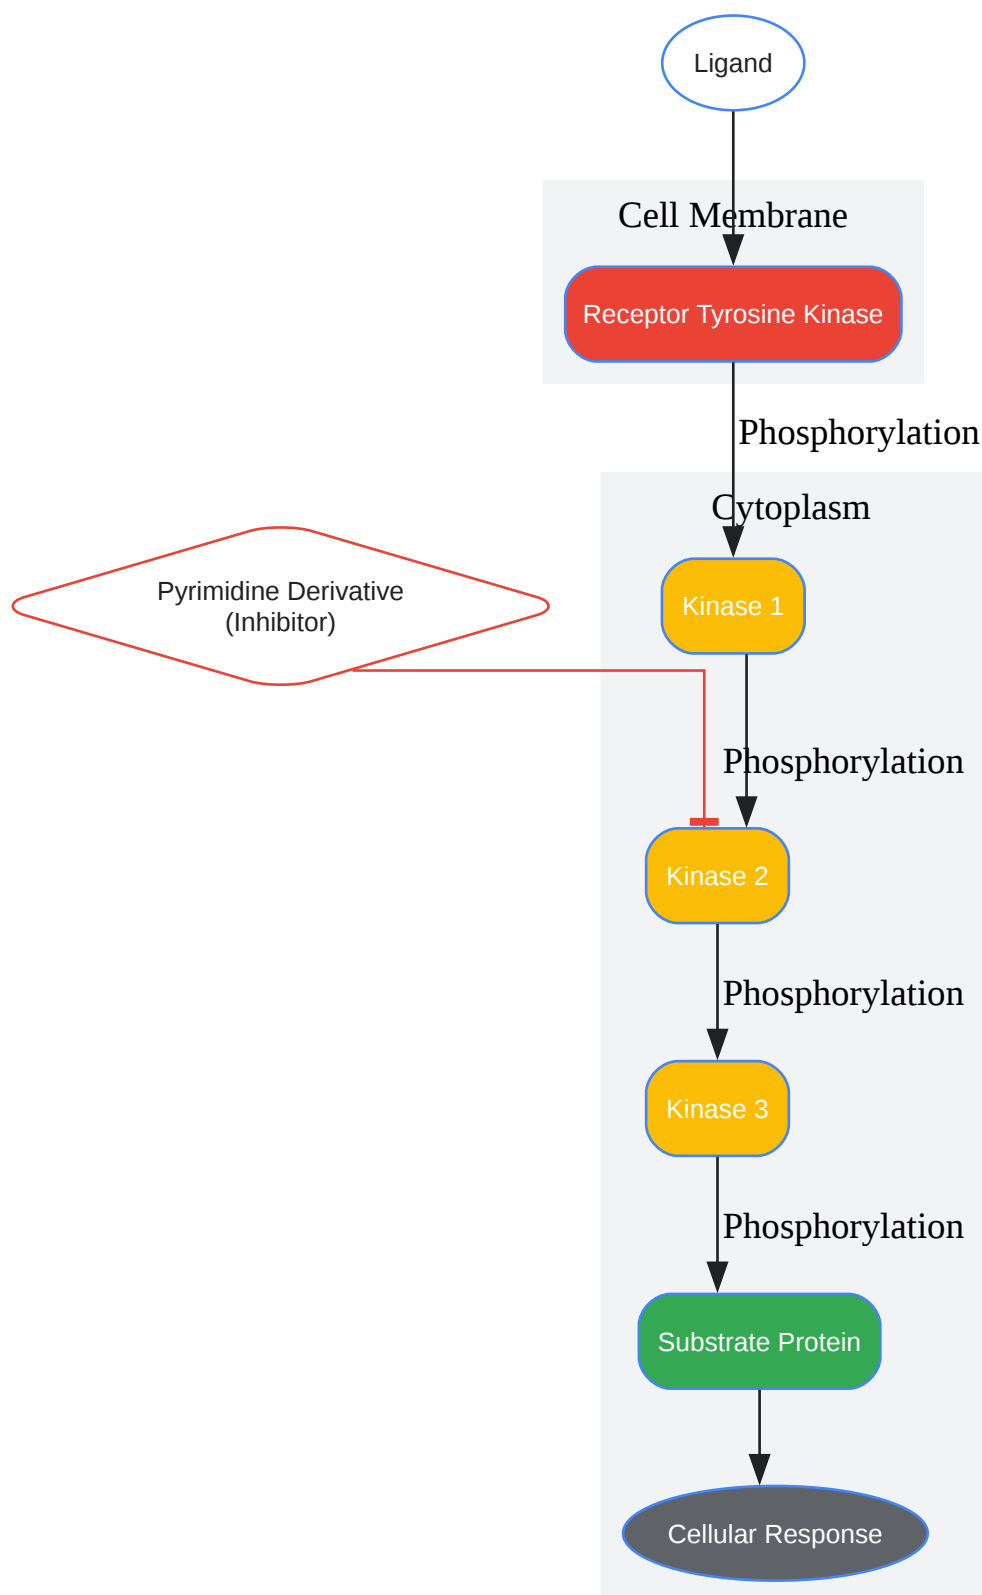 Ligand
Cell Membrane
Receptor Tyrosine Kinase
Phosphorylation
Cytoplasm
Pyrimidine Derivative
(Inhibitor)
Kinase 1
Phosphorylation
Kinase 2
Phosphorylation
Kinase 3
Phosphorylation
Substrate Protein
Cellular Response